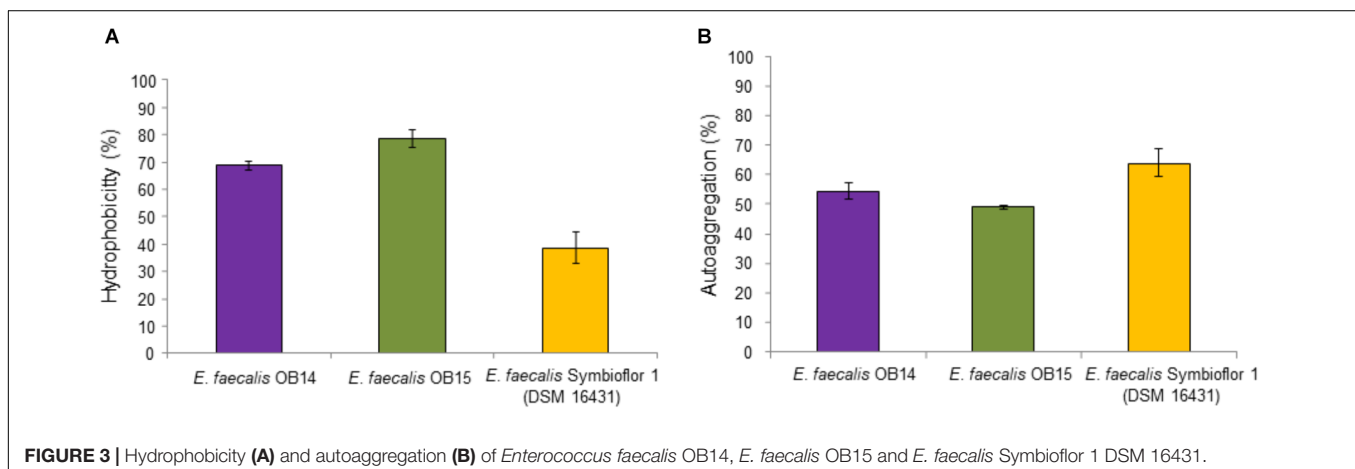 A
Hydrophobicitty (%)
100
90
80
70
60
50
40
30
20
10
0
E. faecalis OB14
E. faecalis OB15
E. faecalis Symbioflor 1
(DSM 16431)
B
Autoaggregation (%)
100
90
80
70
60
50
40
30
20
10
0
E. faecalis OB14
E. faecalis OB15
E. faecalis Symbioflor 1
(DSM 16431)
FIGURE 3 | Hydrophobicity (A) and autoaggregation (B) of Enterococcus faecalis OB14, E. faecalis OB15 and E. faecalis Symbioflor 1 DSM 16431.